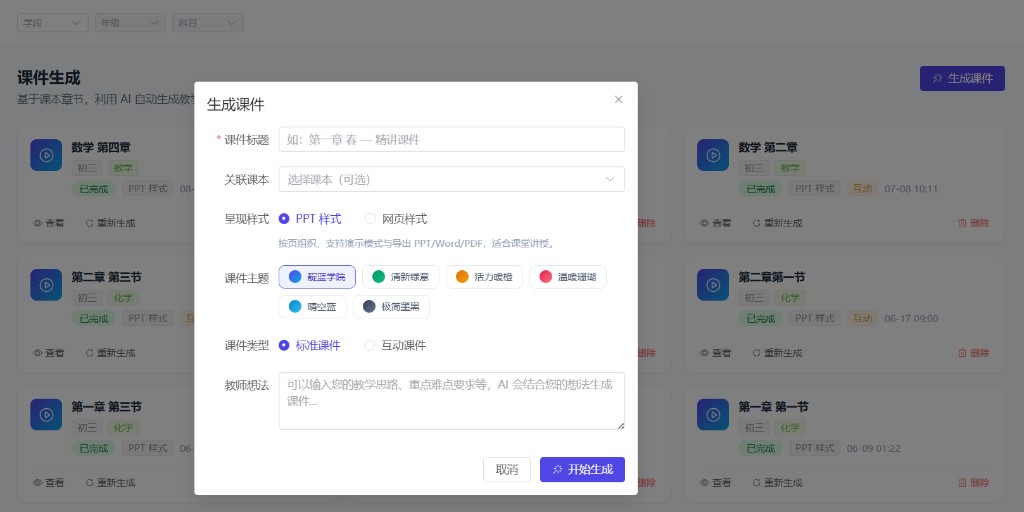 学段
年级
科目
课件生成
生成课件
基于课本章节，利用 AI 自动生成教学
数学 第四章
初三 数学
已完成 PPT 样式 08-
查看 重新生成
删除
数学 第二章
初三 数学
已完成 PPT 样式 互动 07-08 10:11
查看 重新生成 删除
第二章 第三节
初三 化学
已完成 PPT 样式
查看 重新生成
删除
第二章第一节
初三 化学
已完成 PPT 样式 互动 06-17 09:00
查看 重新生成 删除
第一章 第三节
初三 化学
已完成 PPT 样式 06-
查看 重新生成
删除
第一章 第一节
初三 化学
已完成 PPT 样式 06-09 01:22
查看 重新生成 删除
生成课件
* 课件标题 如：第一章 春 — 精讲课件
关联课本 选择课本（可选）
呈现样式 PPT 样式 网页样式
按页组织，支持演示模式与导出 PPT/Word/PDF，适合课堂讲授。
课件主题 靛蓝学院 清新绿意 活力暖橙 温暖珊瑚
晴空蓝 极简墨黑
课件类型 标准课件 互动课件
教师想法 可以输入您的教学思路、重点难点要求等，AI 会结合您的想法生成
课件...
取消 开始生成